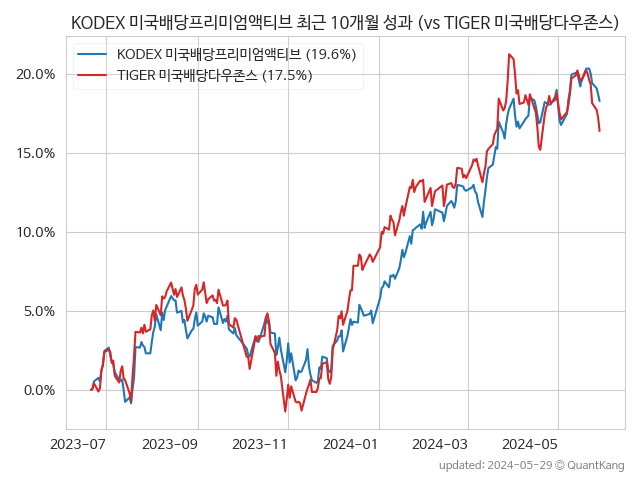 KODEX 미국배당프리미엄액티브 최근 10개월 성과 (vs TIGER 미국배당다우존스)
KODEX 미국배당프리미엄액티브 (19.6%)
TIGER 미국배당다우존스 (17.5%)
20.0%
15.0%
10.0%
5.0%
0.0%
2023-07
2023-09
2023-11
2024-01
2024-03
2024-05
updated: 2024-05-29 ⓒ QuantKang